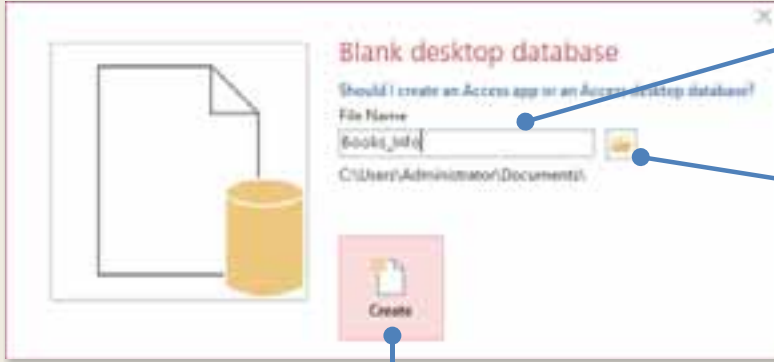 Blank desktop database
Should I create an Access app or an Access desktop database?
File Name
Books_Info
C:\Users\Administrator\Documents\
Create